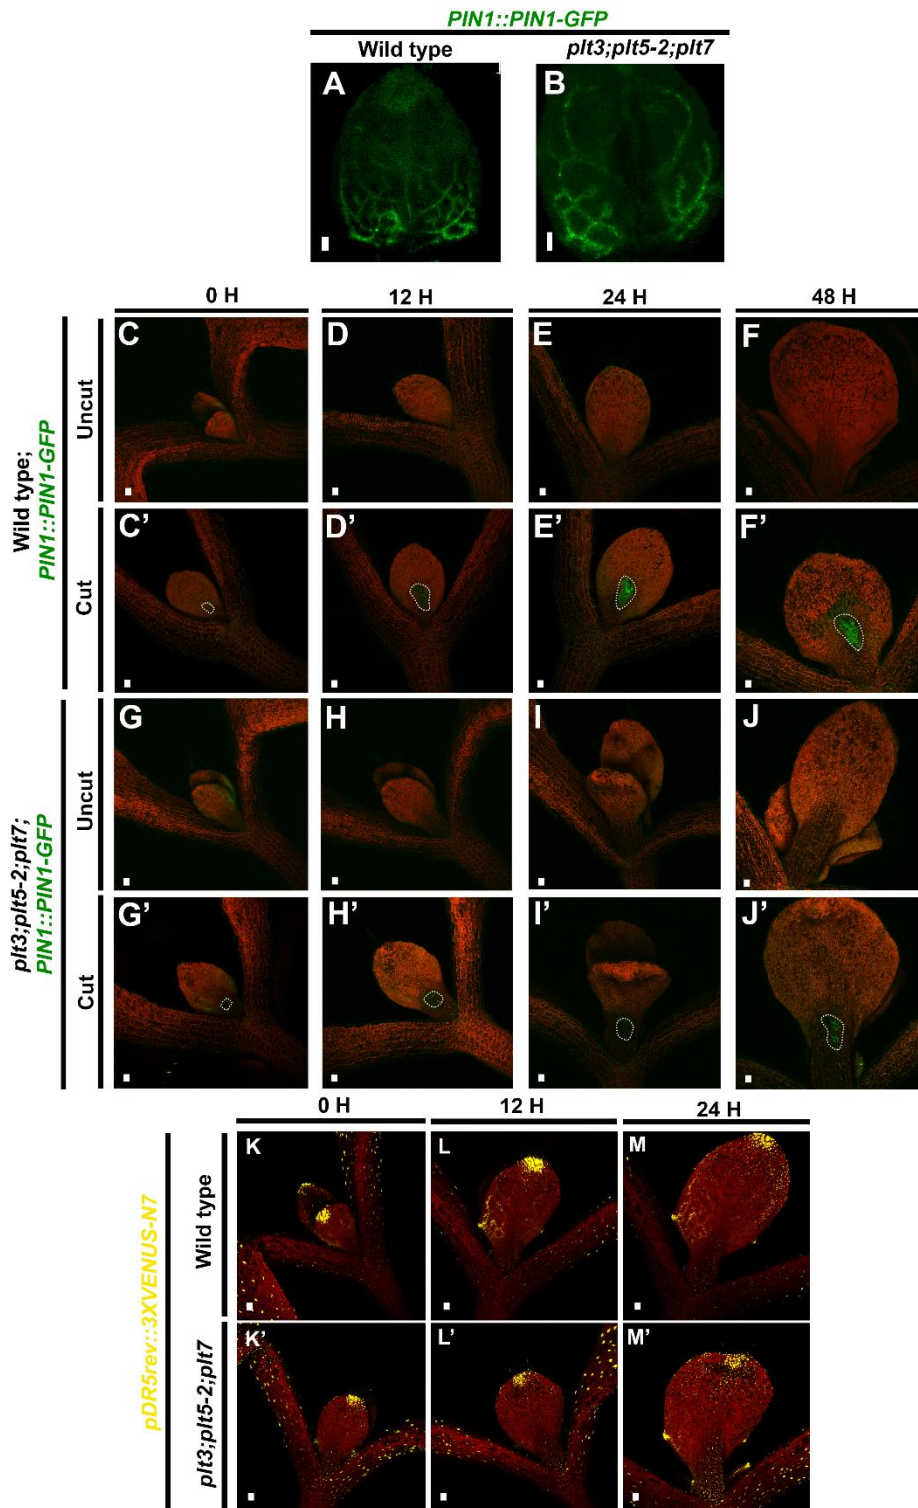 PIN1::PIN1-GFP
Wild type
plt3;plt5-2;plt7
A
B
0 H
12 H
24 H
48 H
Wild type;
PIN1::PIN1-GFP
Uncut
C
D
E
F
Cut
C’
D’
E’
F’
plt3;plt5-2;plt7;
PIN1::PIN1-GFP
Uncut
G
H
I
J
Cut
G’
H’
I’
J’
0 H
12 H
24 H
pDR5rev::3XVENUS-N7
Wild type
K
L
M
plt3;plt5-2;plt7
K’
L’
M’